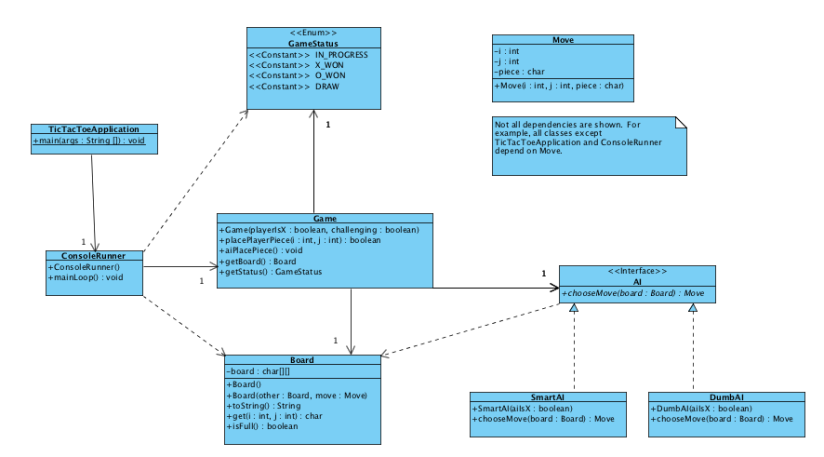 <<Enum>>
GameStatus
<<Constant>> IN_PROGRESS
<<Constant>> X_WON
<<Constant>> O_WON
<<Constant>> DRAW
Move
-i : int
-j : int
-piece : char
+Move(i : int, j : int, piece : char)
Not all dependencies are shown. For
example, all classes except
TicTacToeApplication and ConsoleRunner
depend on Move.
TicTacToeApplication
+main(args : String []) : void
1
1
ConsoleRunner
+ConsoleRunner()
+mainLoop() : void
1
Game
+Game(playerIsX : boolean, challenging : boolean)
+placePlayerPiece(i : int, j : int) : boolean
+aiPlacePiece() : void
+getBoard() : Board
+getStatus() : GameStatus
1
<<Interface>>
AI
+chooseMove(board : Board) : Move
1
Board
-board : char[][]
+Board()
+Board(other : Board, move : Move)
+toString() : String
+get(i : int, j : int) : char
+isFull() : boolean
SmartAI
+SmartAI(aiIsX : boolean)
+chooseMove(board : Board) : Move
DumbAI
+DumbAI(aiIsX : boolean)
+chooseMove(board : Board) : Move